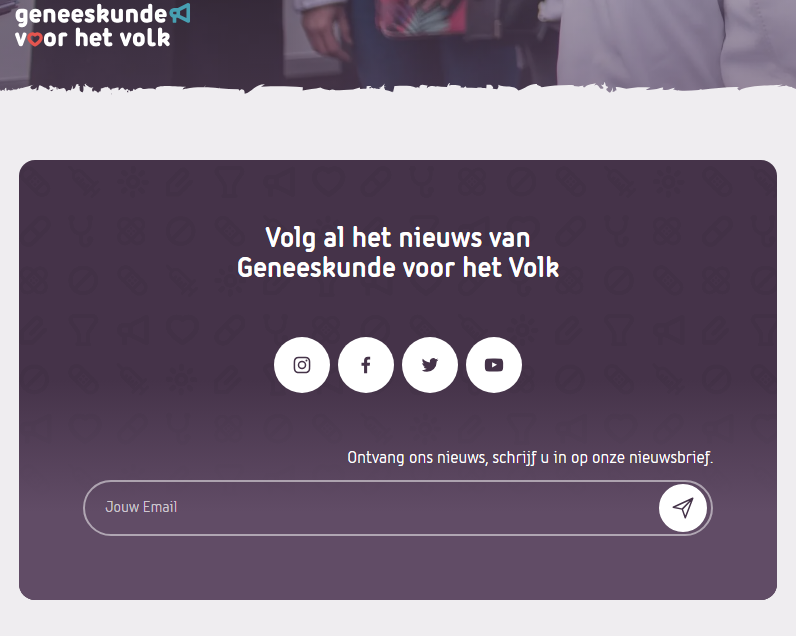 geneeskunde
voor het volk
Volg al het nieuws van
Geneeskunde voor het Volk
Ontvang ons nieuws, schrijf u in op onze nieuwsbrief.
Jouw Email